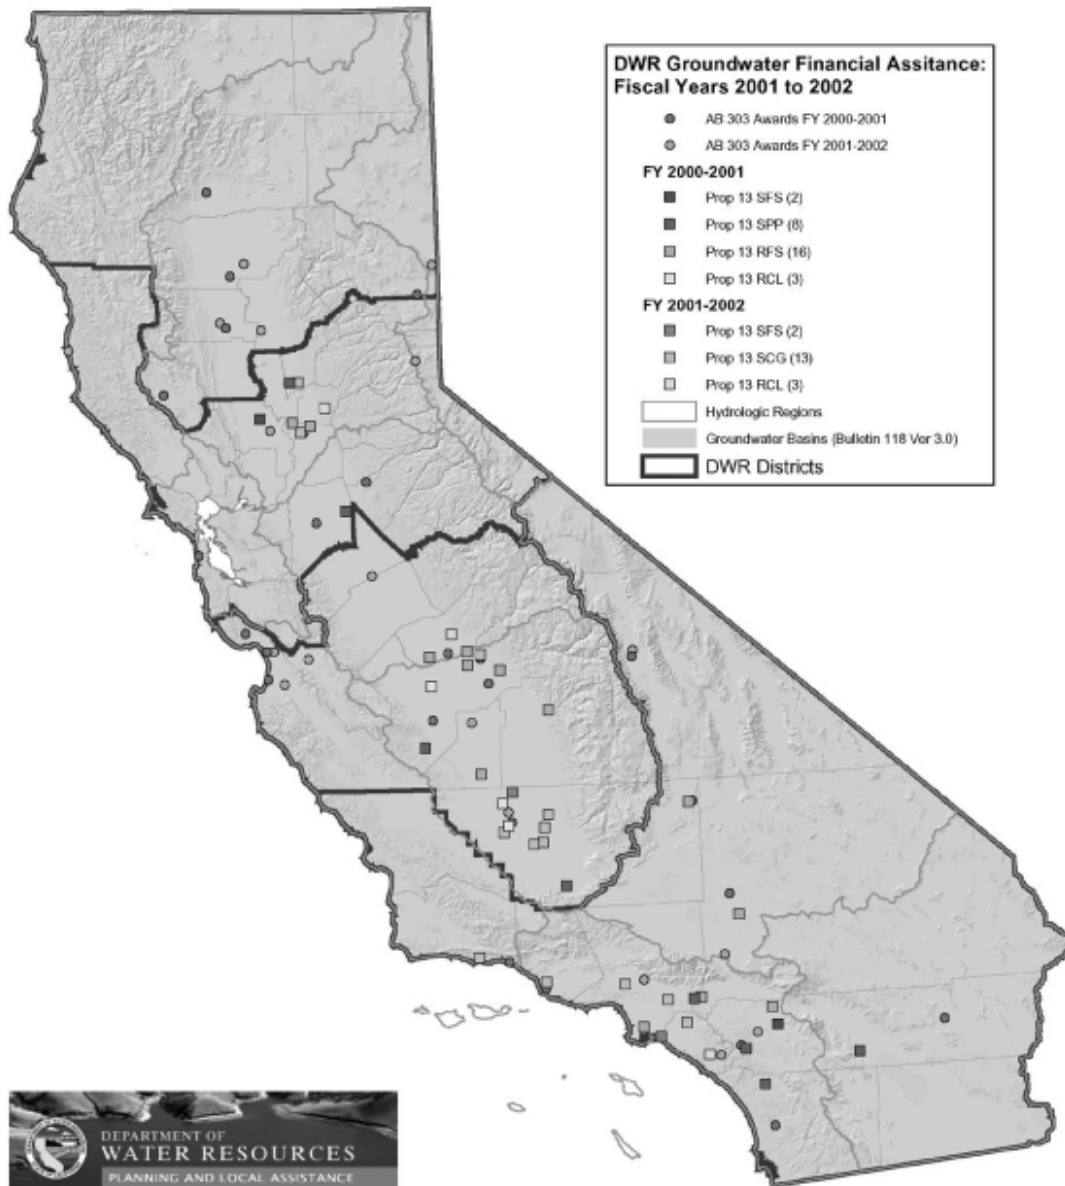 DWR Groundwater Financial Assitance:
Fiscal Years 2001 to 2002
AB 303 Awards FY 2000-2001
AB 303 Awards FY 2001-2002
FY 2000-2001
Prop 13 SFS (2)
Prop 13 SPP (8)
Prop 13 RFS (16)
Prop 13 RCL (3)
FY 2001-2002
Prop 13 SFS (2)
Prop 13 SCG (13)
Prop 13 RCL (3)
Hydrologic Regions
Groundwater Basins (Bulletin 118 Ver 3.0)
DWR Districts
DEPARTMENT OF
WATER RESOURCES
PLANNING AND LOCAL ASSISTANCE